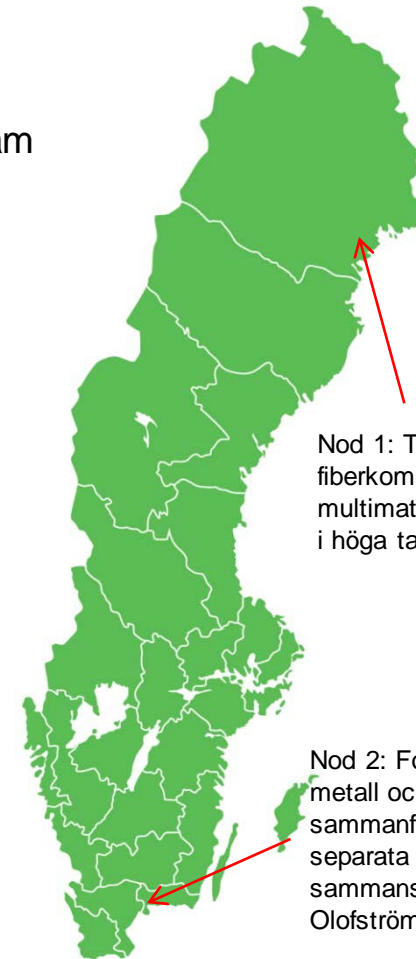 am
Nod 1: T
fiberkom
multimat
i höga ta
Nod 2: Fo
metall oc
sammanf
separata
sammans
Olofström